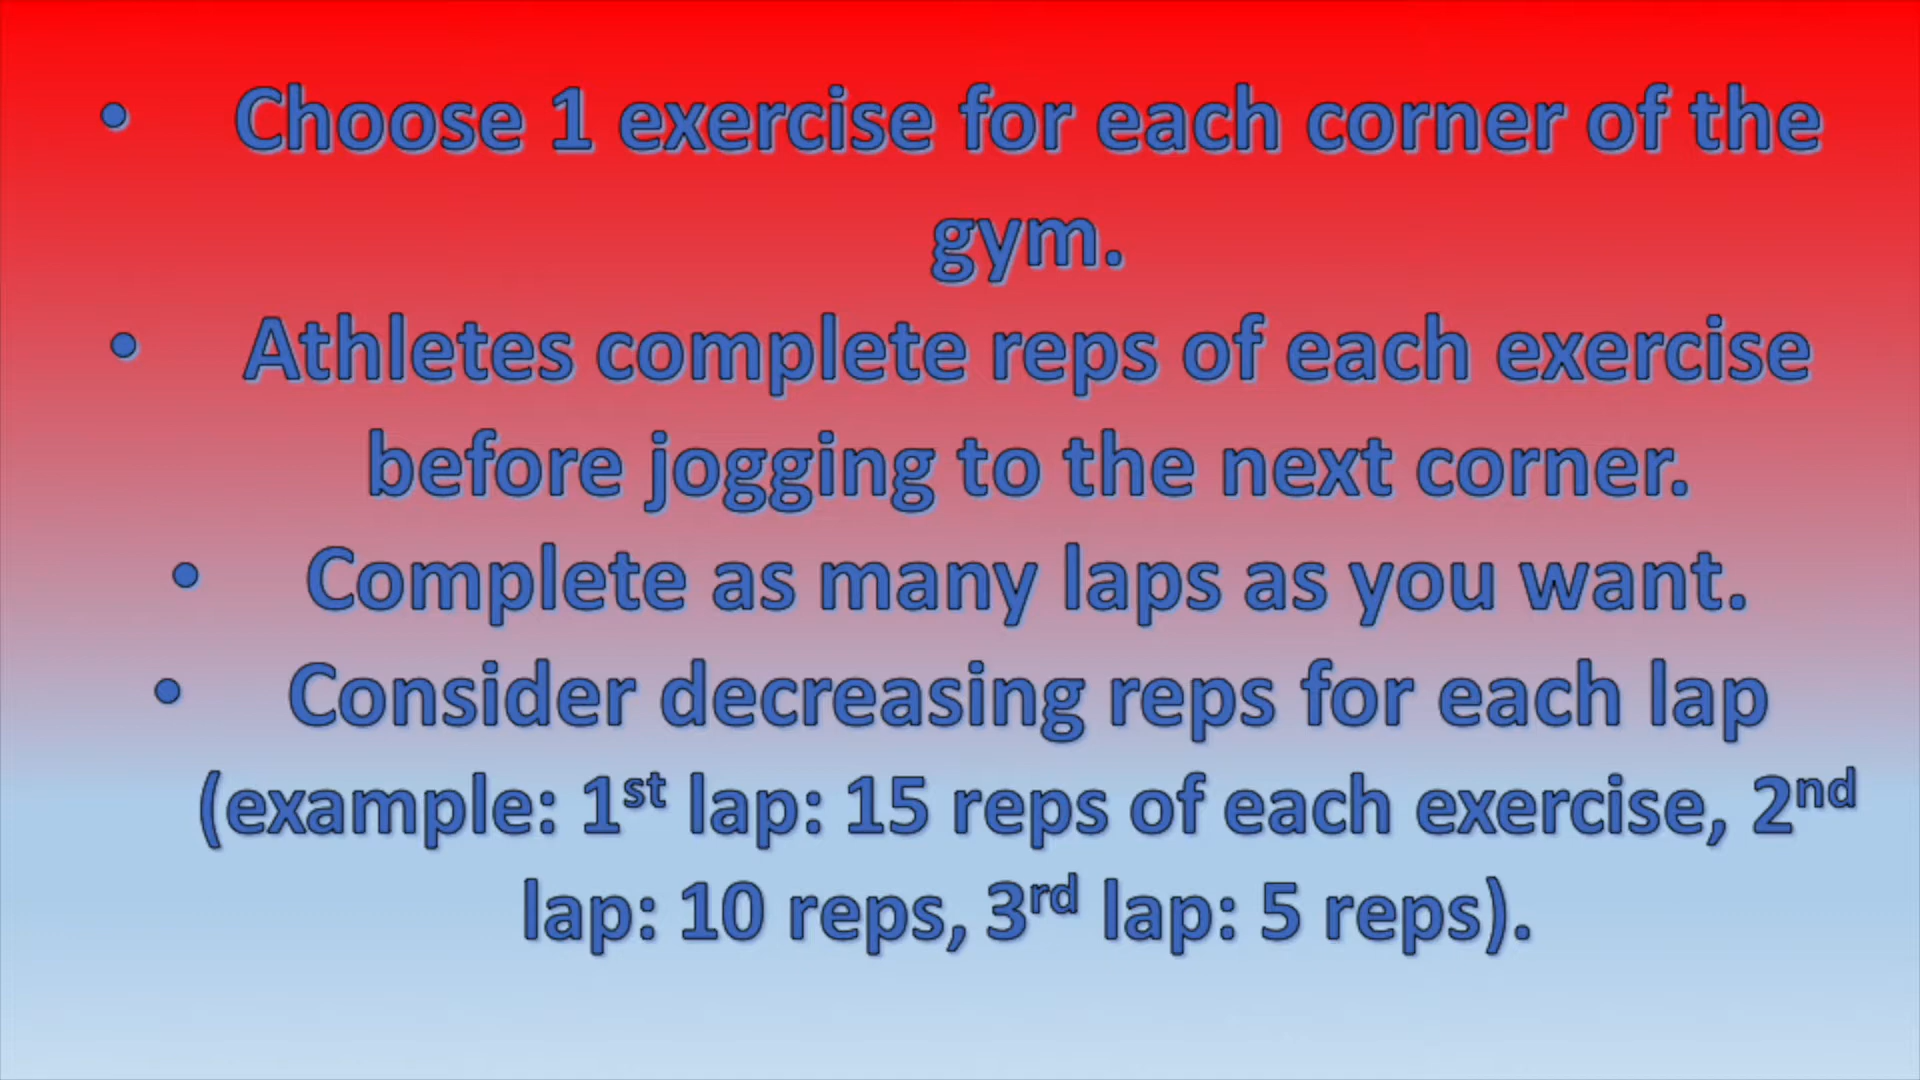 • Choose 1 exercise for each corner of the
gym.
• Athletes complete reps of each exercise
before jogging to the next corner.
• Complete as many laps as you want.
• Consider decreasing reps for each lap
(example: 1st lap: 15 reps of each exercise, 2nd
lap: 10 reps, 3rd lap: 5 reps).